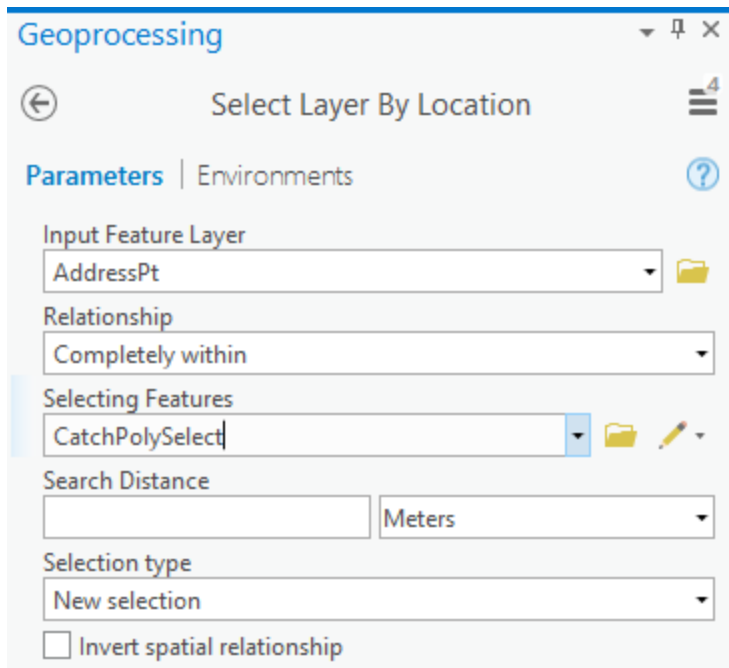 Geoprocessing
Select Layer By Location
4
Parameters | Environments
?
Input Feature Layer
AddressPt
Relationship
Completely within
Selecting Features
CatchPolySelect
Search Distance
Meters
Selection type
New selection
Invert spatial relationship